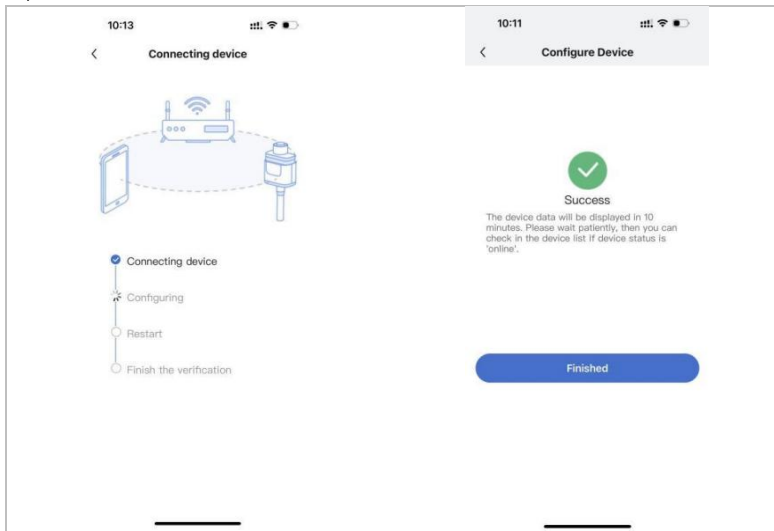 10:13
Connecting device
Connecting device
Configuring
Restart
Finish the verification
10:11
Configure Device
Success
The device data will be displayed in 10
minutes. Please wait patiently, then you can
check in the device list if device status is
'online'.
Finished